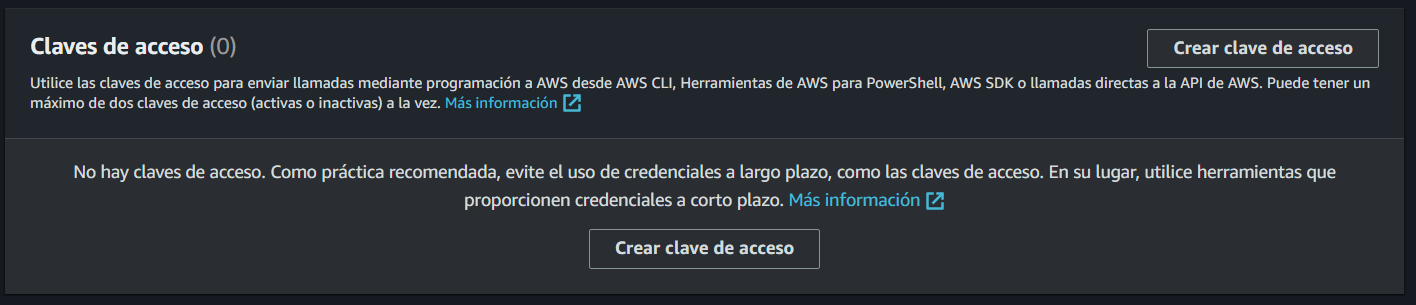 Claves de acceso (0)
Crear clave de acceso
Utilice las claves de acceso para enviar llamadas mediante programación a AWS desde AWS CLI, Herramientas de AWS para PowerShell, AWS SDK o llamadas directas a la API de AWS. Puede tener un
máximo de dos claves de acceso (activas o inactivas) a la vez. Más información
No hay claves de acceso. Como práctica recomendada, evite el uso de credenciales a largo plazo, como las claves de acceso. En su lugar, utilice herramientas que
proporcionen credenciales a corto plazo. Más información
Crear clave de acceso